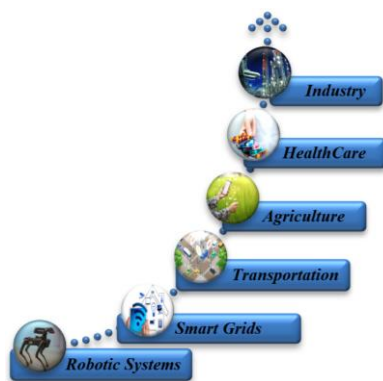 Industry
HealthCare
Agriculture
Transportation
Smart Grids
Robotic Systems